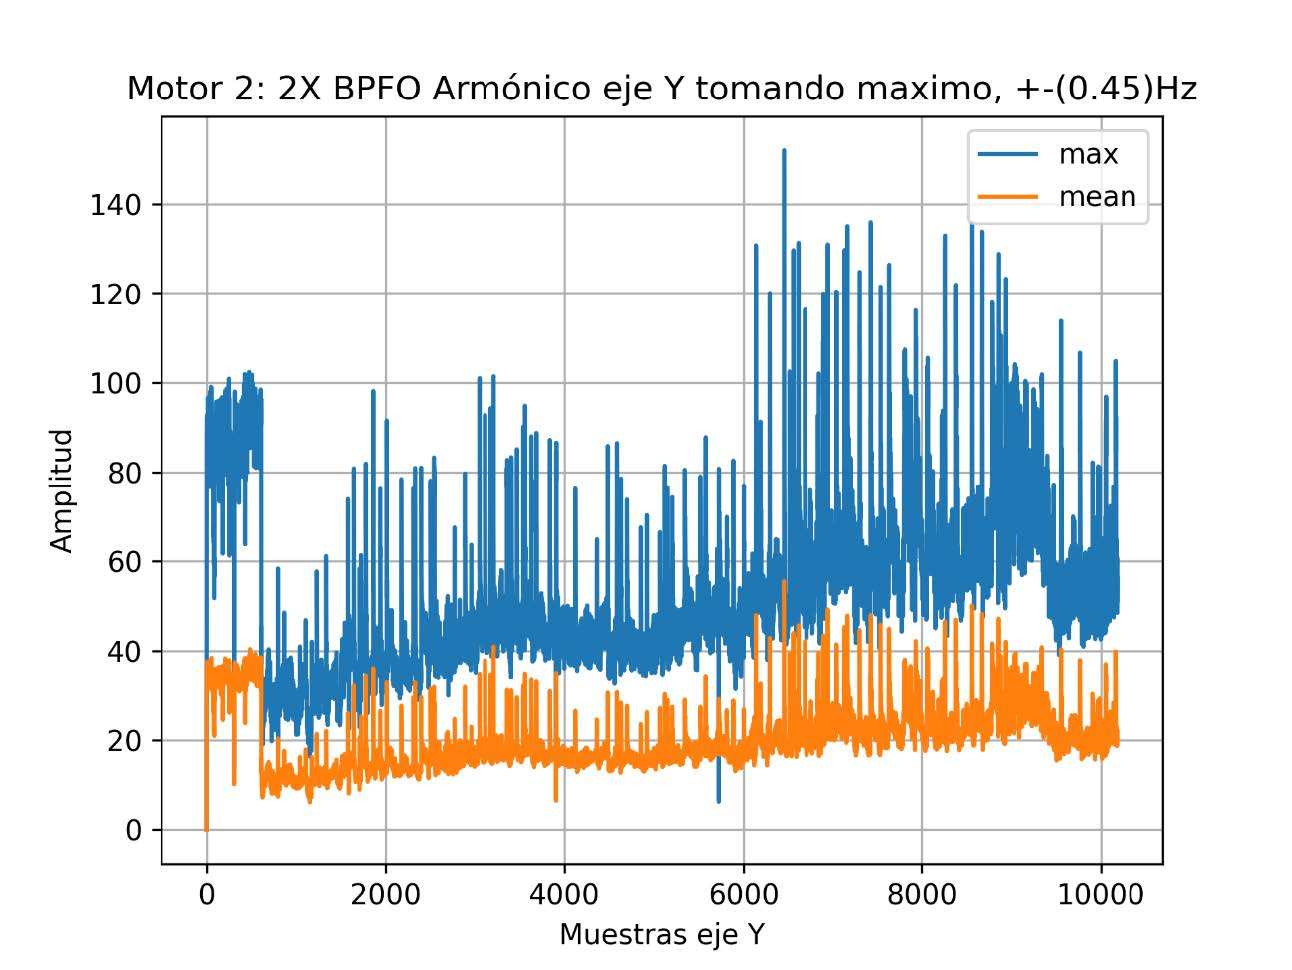 Motor 2: 2X BPFO Armónico eje Y tomando maximo, +-(0.45)Hz
max
mean
140
120
100
80
60
40
20
0
Amplitud
0 2000 4000 6000 8000 10000
Muestras eje Y